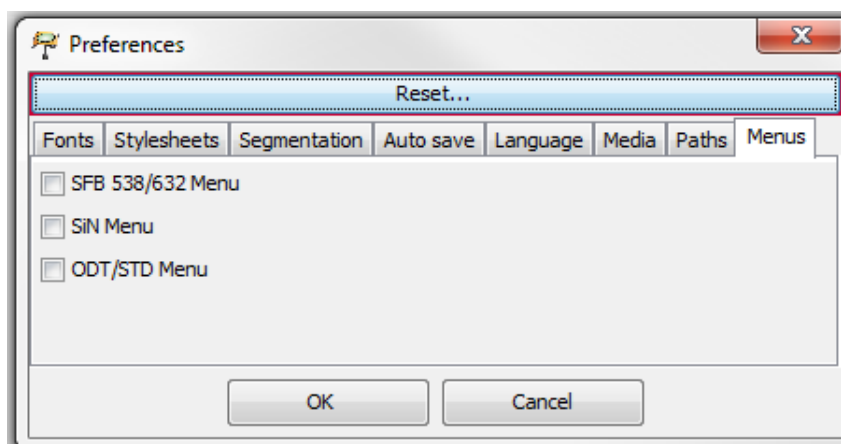 Preferences
Reset...
Fonts Stylesheets Segmentation Auto save Language Media Paths Menus
SFB 538/632 Menu
SiN Menu
ODT/STD Menu
OK Cancel